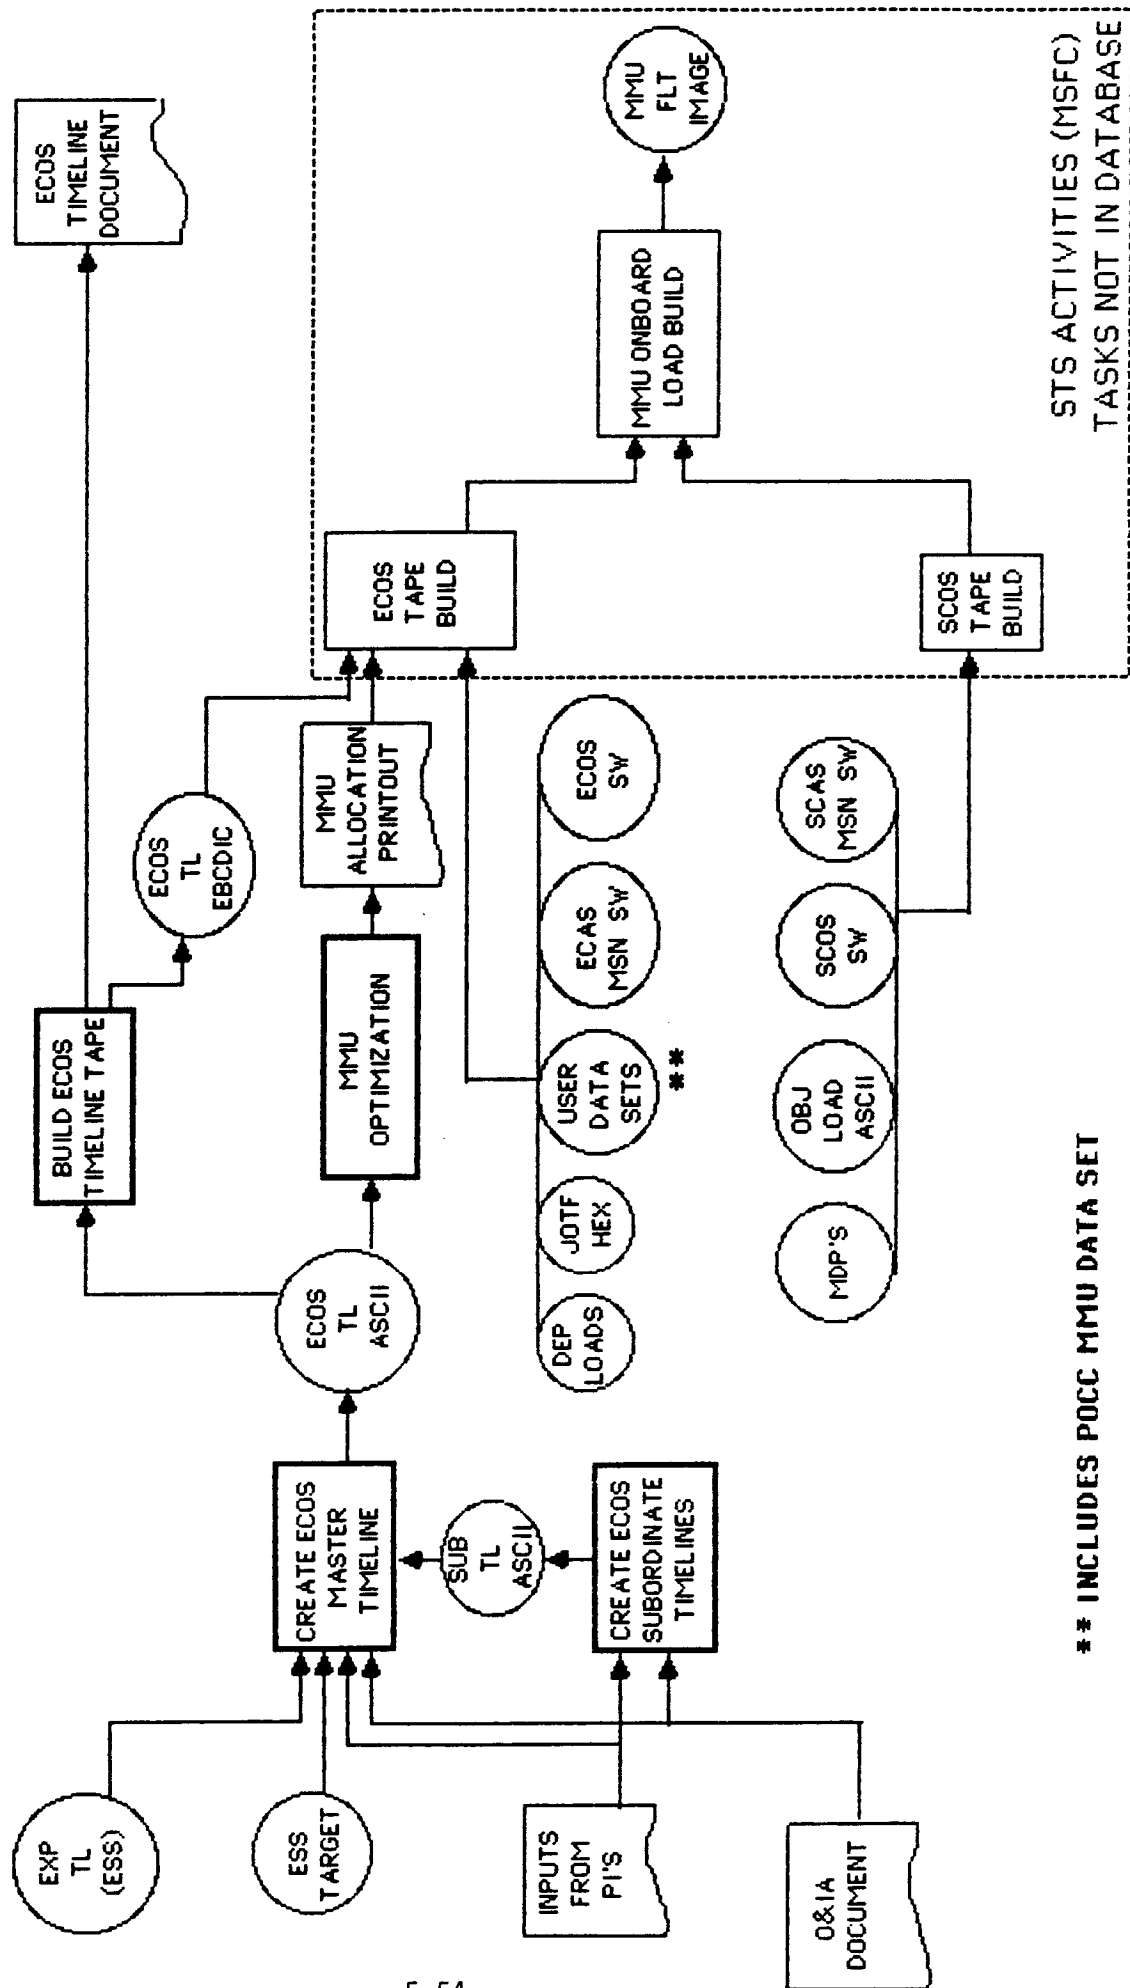 EXP
TL
(ESS)
ESS
TARGET
INPUTS
FROM
PI'S
O&IA
DOCUMENT
CREATE ECOS
MASTER
TIMELINE
SUB
TL
ASCII
CREATE ECOS
SUBORDINATE
TIMELINES
ECOS
TL
ASCII
BUILD ECOS
TIMELINE TAPE
ECOS
TL
EBCDIC
ECOS
TIMELINE
DOCUMENT
MMU
OPTIMIZATION
MMU
ALLOCATION
PRINTOUT
DEP
LOADS
JOTF
HEX
USER
DATA
SETS
**
ECAS
MSN SW
ECOS
SW
MDP'S
OBJ
LOAD
ASCII
SCOS
SW
SCAS
MSN SW
ECOS
TAPE
BUILD
SCOS
TAPE
BUILD
MMU ONBOARD
LOAD BUILD
MMU
FLT
IMAGE
STS ACTIVITIES (MSFC)
TASKS NOT IN DATABASE
** INCLUDES POCC MMU DATA SET